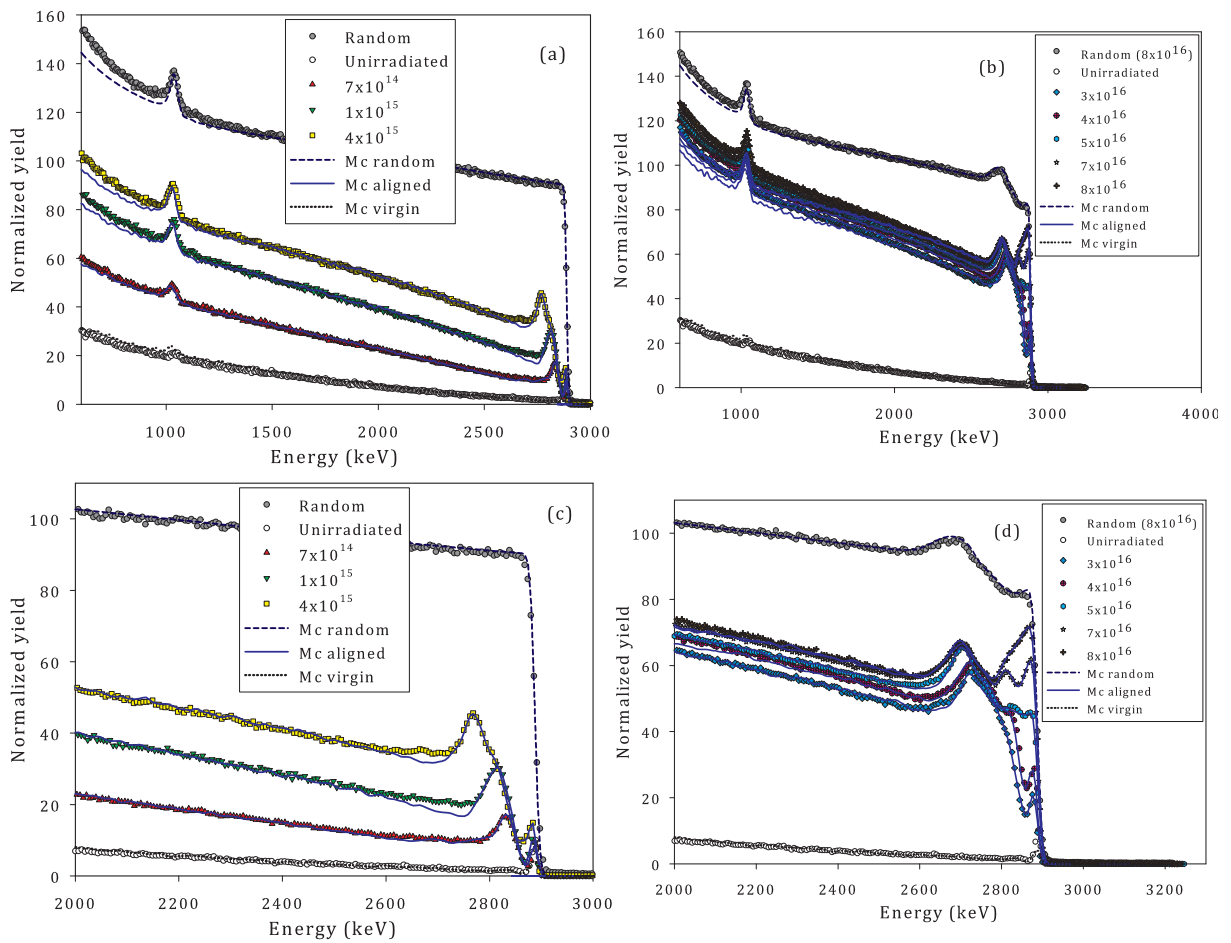 160
140
120
100
80
60
40
20
0
Normalized yield
1000
1500
2000
2500
3000
Energy (keV)
(a)
Random
Unirradiated
7x10^14
1x10^15
4x10^15
Mc random
Mc aligned
Mc virgin
160
140
120
100
80
60
40
20
0
Normalized yield
1000
2000
3000
4000
Energy (keV)
(b)
Random (8x10^16)
Unirradiated
3x10^16
4x10^16
5x10^16
7x10^16
8x10^16
Mc random
Mc aligned
Mc virgin
100
80
60
40
20
0
Normalized yield
2000
2200
2400
2600
2800
3000
Energy (keV)
(c)
Random
Unirradiated
7x10^14
1x10^15
4x10^15
Mc random
Mc aligned
Mc virgin
100
80
60
40
20
0
Normalized yield
2000
2200
2400
2600
2800
3000
3200
Energy (keV)
(d)
Random (8x10^16)
Unirradiated
3x10^16
4x10^16
5x10^16
7x10^16
8x10^16
Mc random
Mc aligned
Mc virgin